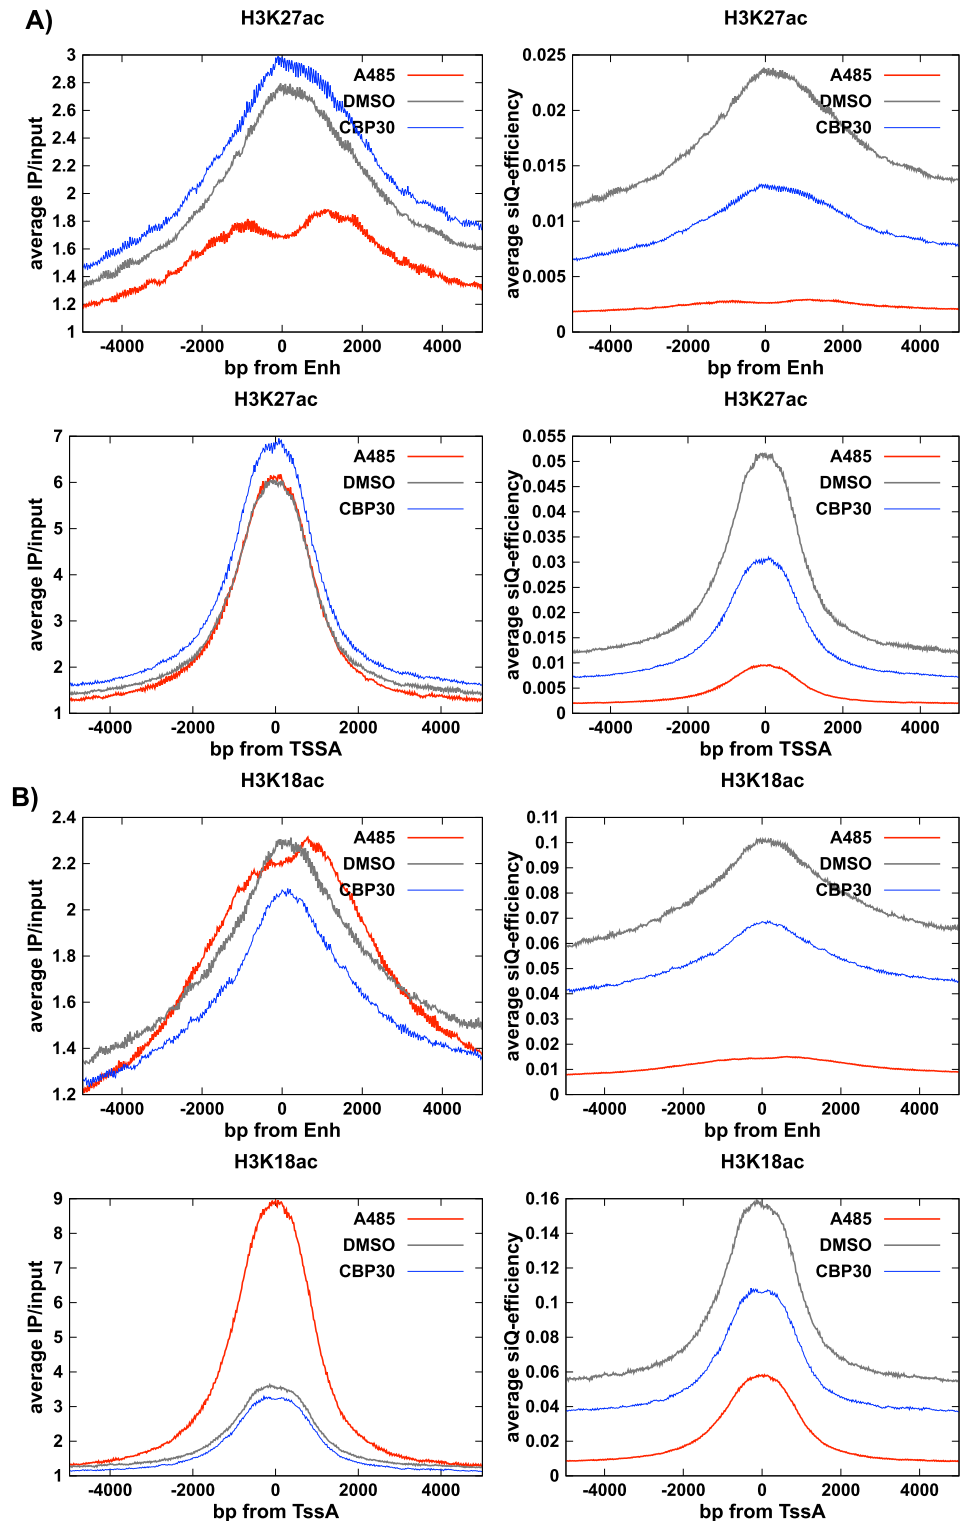 A)
H3K27ac
average IP/input
3
2.8
2.6
2.4
2.2
2
1.8
1.6
1.4
1.2
1
A485
DMSO
CBP30
-4000 -2000 0 2000 4000
bp from Enh
H3K27ac
average siQ-efficiency
0.025
0.02
0.015
0.01
0.005
0
A485
DMSO
CBP30
-4000 -2000 0 2000 4000
bp from Enh
H3K27ac
average IP/input
7
6
5
4
3
2
1
A485
DMSO
CBP30
-4000 -2000 0 2000 4000
bp from TSSA
H3K27ac
average siQ-efficiency
0.055
0.05
0.045
0.04
0.035
0.03
0.025
0.02
0.015
0.01
0.005
0
A485
DMSO
CBP30
-4000 -2000 0 2000 4000
bp from TSSA
B)
H3K18ac
average IP/input
2.4
2.2
2
1.8
1.6
1.4
1.2
A485
DMSO
CBP30
-4000 -2000 0 2000 4000
bp from Enh
H3K18ac
average siQ-efficiency
0.11
0.1
0.09
0.08
0.07
0.06
0.05
0.04
0.03
0.02
0.01
0
A485
DMSO
CBP30
-4000 -2000 0 2000 4000
bp from Enh
H3K18ac
average IP/input
9
8
7
6
5
4
3
2
1
A485
DMSO
CBP30
-4000 -2000 0 2000 4000
bp from TssA
H3K18ac
average siQ-efficiency
0.16
0.14
0.12
0.1
0.08
0.06
0.04
0.02
0
A485
DMSO
CBP30
-4000 -2000 0 2000 4000
bp from TssA